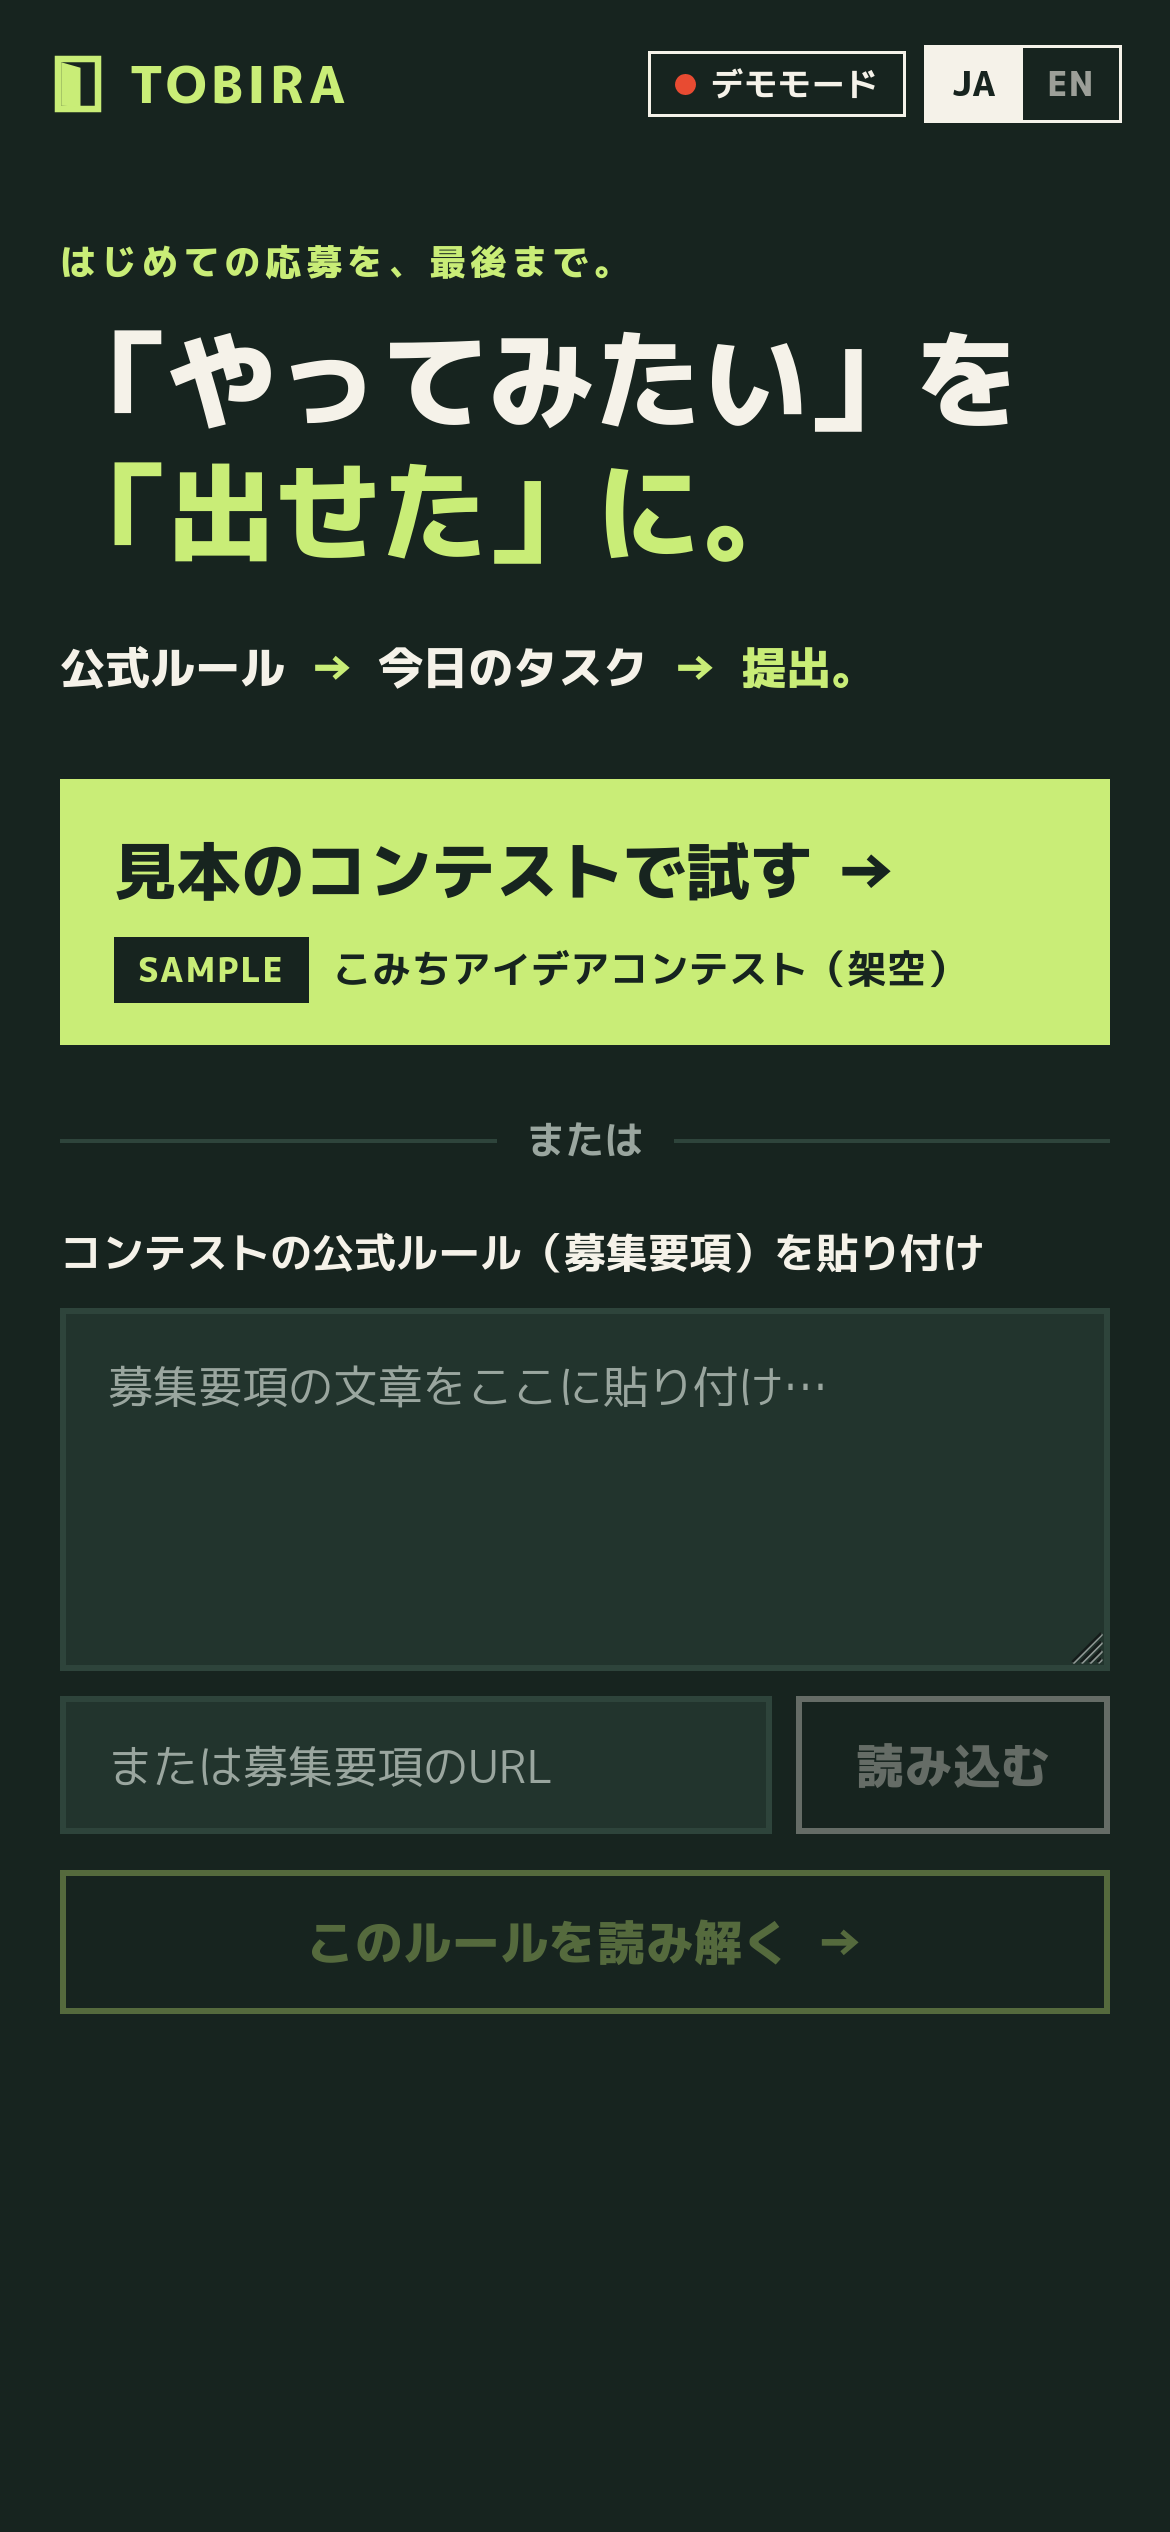 TOBIRA
デモモード
JA
EN
はじめての応募を、最後まで。
「やってみたい」を
「出せた」に。
公式ルール → 今日のタスク → 提出。
見本のコンテストで試す →
SAMPLE こみちアイデアコンテスト（架空）
または
コンテストの公式ルール（募集要項）を貼り付け
募集要項の文章をここに貼り付け…
または募集要項のURL
読み込む
このルールを読み解く →